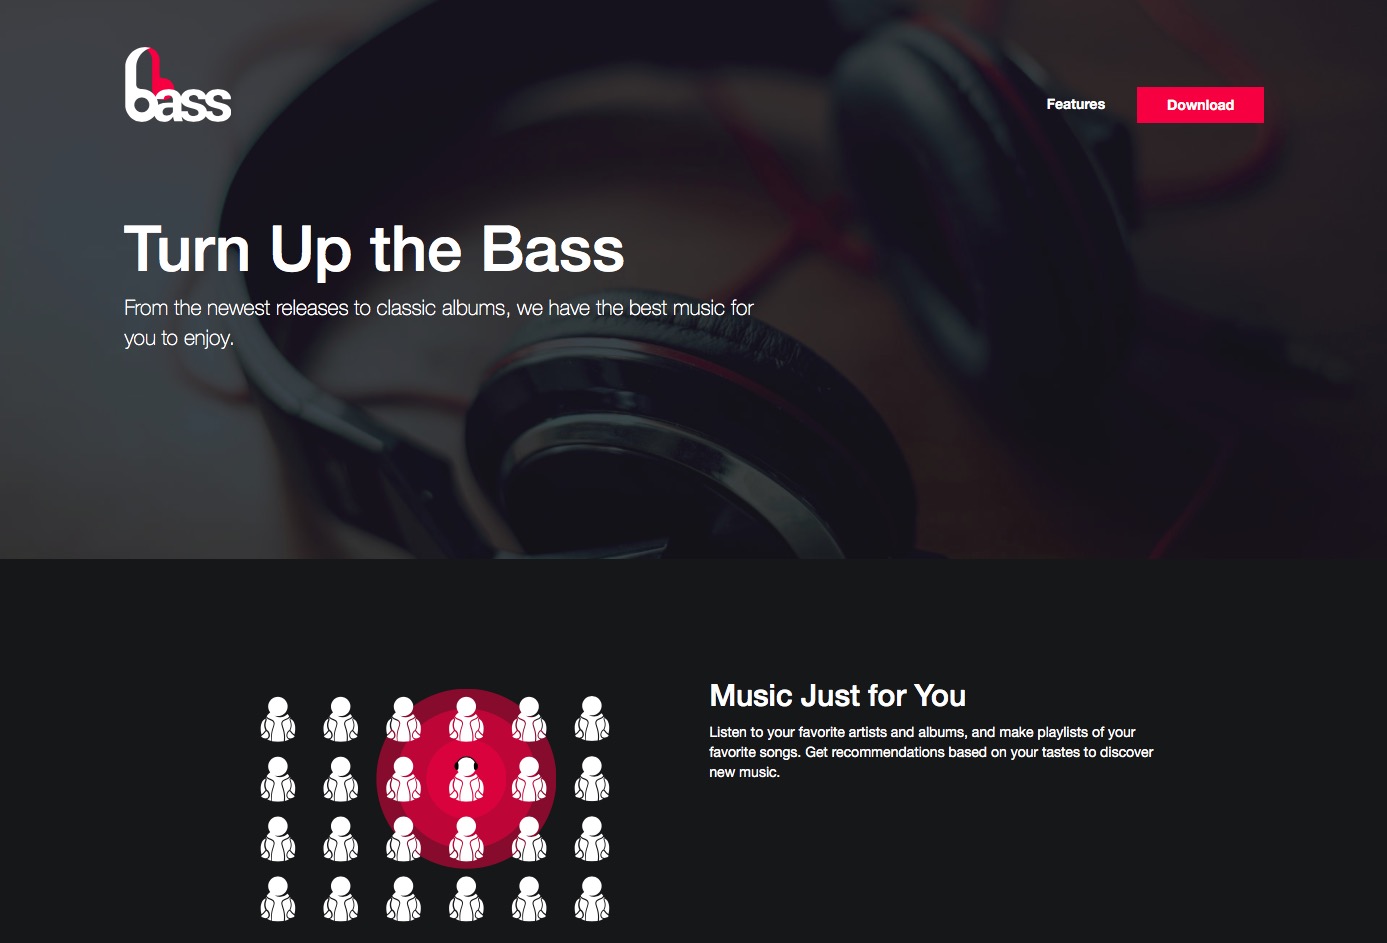 bass
Features
Download
Turn Up the Bass
From the newest releases to classic albums, we have the best music for
you to enjoy.
Music Just for You
Listen to your favorite artists and albums, and make playlists of your
favorite songs. Get recommendations based on your tastes to discover
new music.